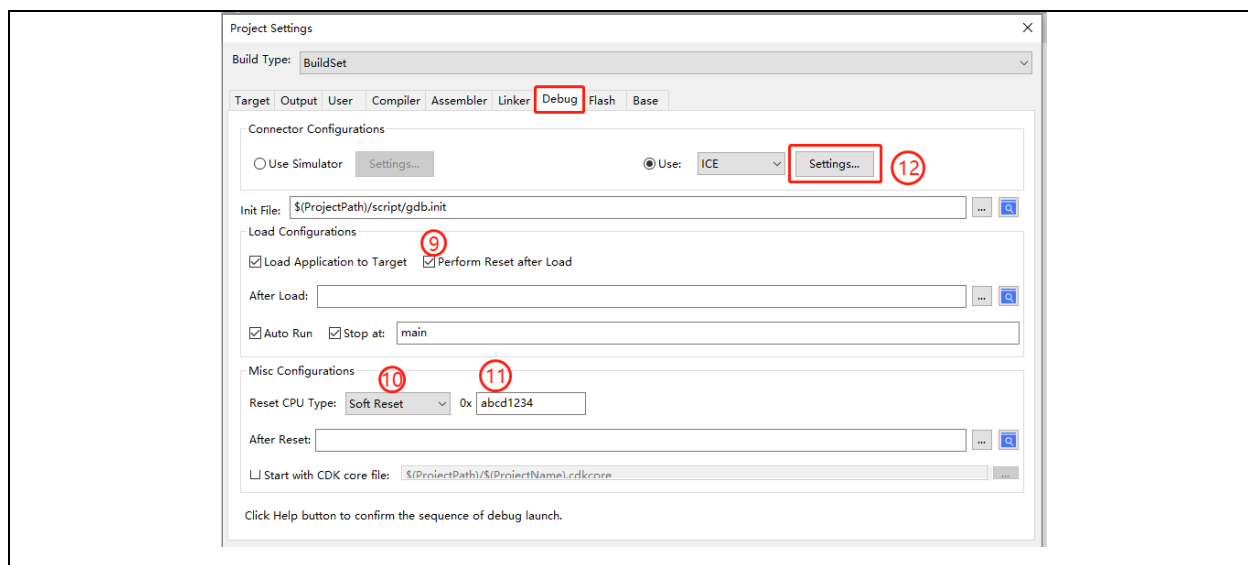 Project Settings
Build Type: BuildSet
Target Output User Compiler Assembler Linker Debug Flash Base
Connector Configurations
Use Simulator Settings... Use: ICE Settings... 12
Init File: $(ProjectPath)/script/gdb.init ...
Load Configurations
9
Load Application to Target Perform Reset after Load
After Load: ...
Auto Run Stop at: main
Misc Configurations
10 11
Reset CPU Type: Soft Reset 0x abcd1234
After Reset: ...
Start with CDK core file: $(ProjectPath)/$(ProjectName).cdkcore ...
Click Help button to confirm the sequence of debug launch.